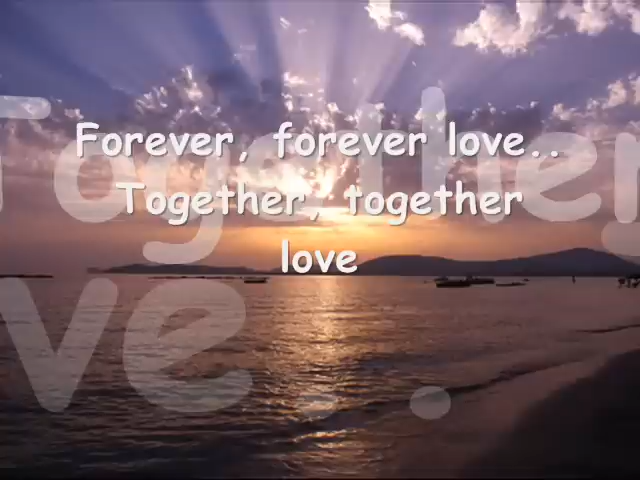 Forever, forever love..
Together, together
love
Together
ve..